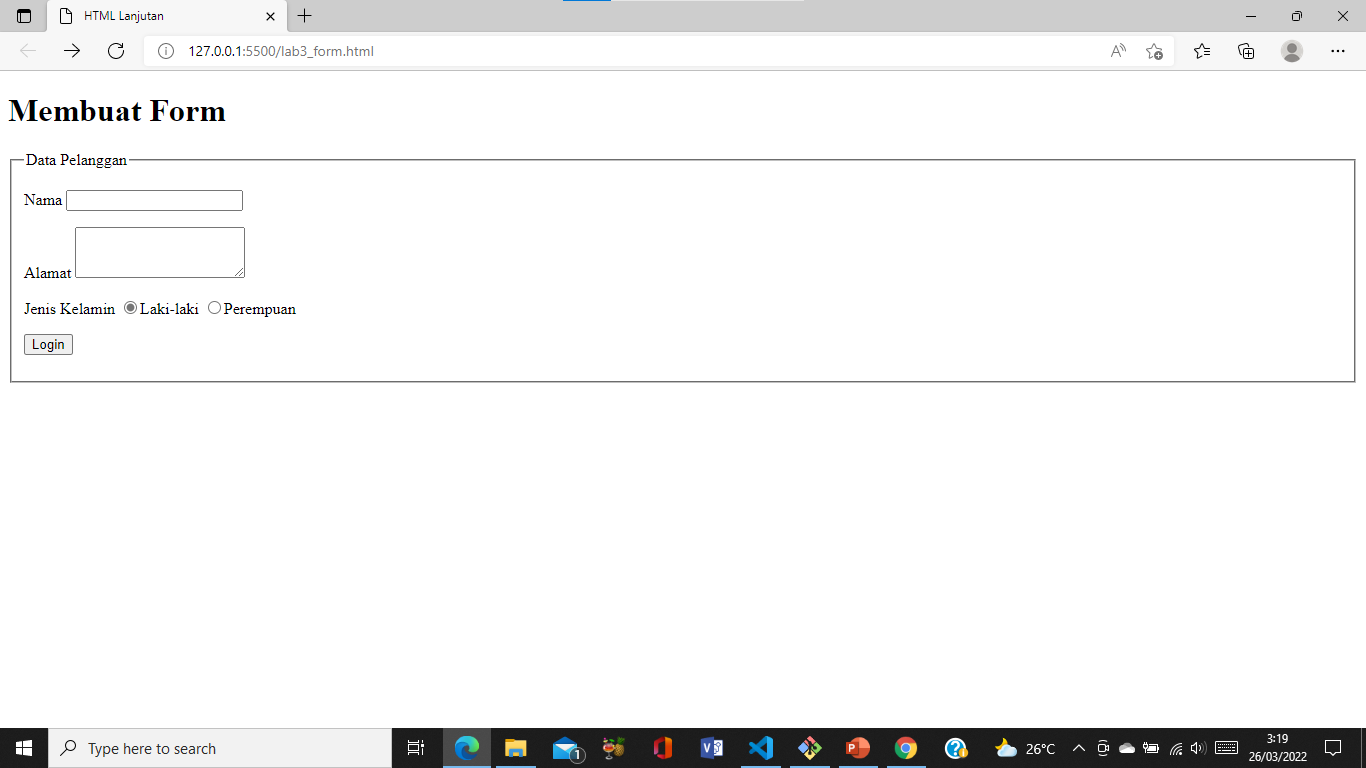 HTML Lanjutan
127.0.0.1:5500/lab3_form.html
Membuat Form
Data Pelanggan
Nama
Alamat
Jenis Kelamin Laki-laki Perempuan
Login
Type here to search
1
26°C
3:19
26/03/2022